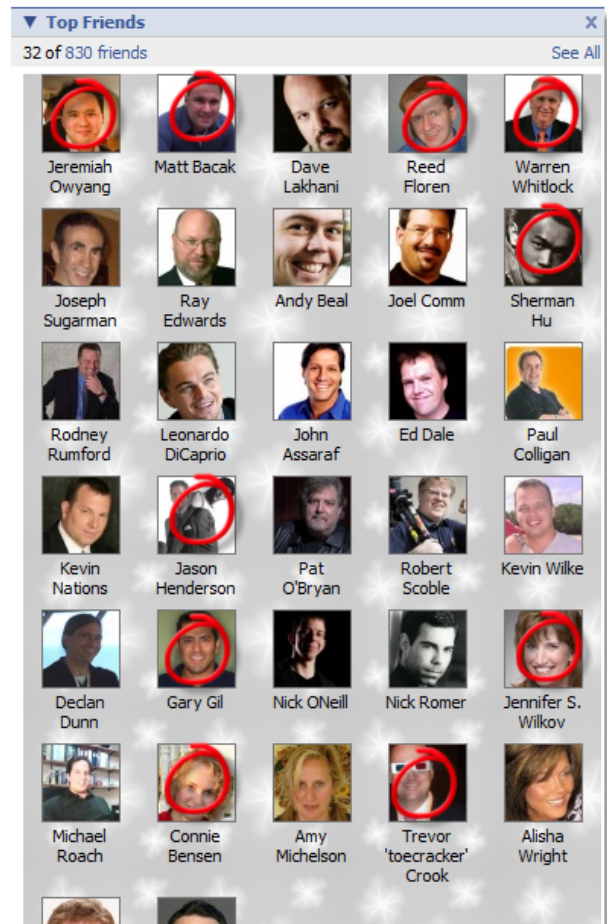 ▼ Top Friends X
32 of 830 friends See All
Jeremiah Owyang
Matt Bacak
Dave Lakhani
Reed Floren
Warren Whitlock
Joseph Sugarman
Ray Edwards
Andy Beal
Joel Comm
Sherman Hu
Rodney Rumford
Leonardo DiCaprio
John Assaraf
Ed Dale
Paul Colligan
Kevin Nations
Jason Henderson
Pat O'Bryan
Robert Scoble
Kevin Wilke
Declan Dunn
Gary Gil
Nick ONeill
Nick Romer
Jennifer S. Wilkov
Michael Roach
Connie Bensen
Amy Michelson
Trevor 'toecracker' Crook
Alisha Wright